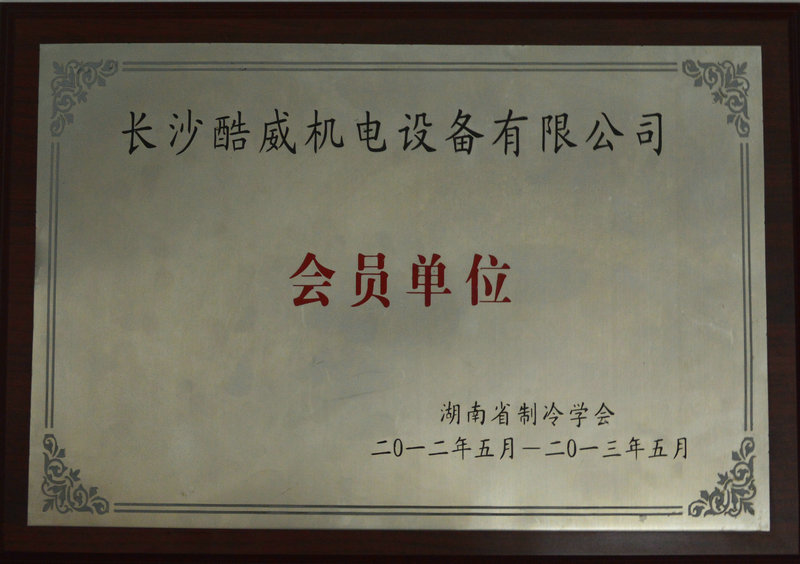 长沙酷威机电设备有限公司
会员单位
湖南省制冷学会
二〇一二年五月—二〇一三年五月